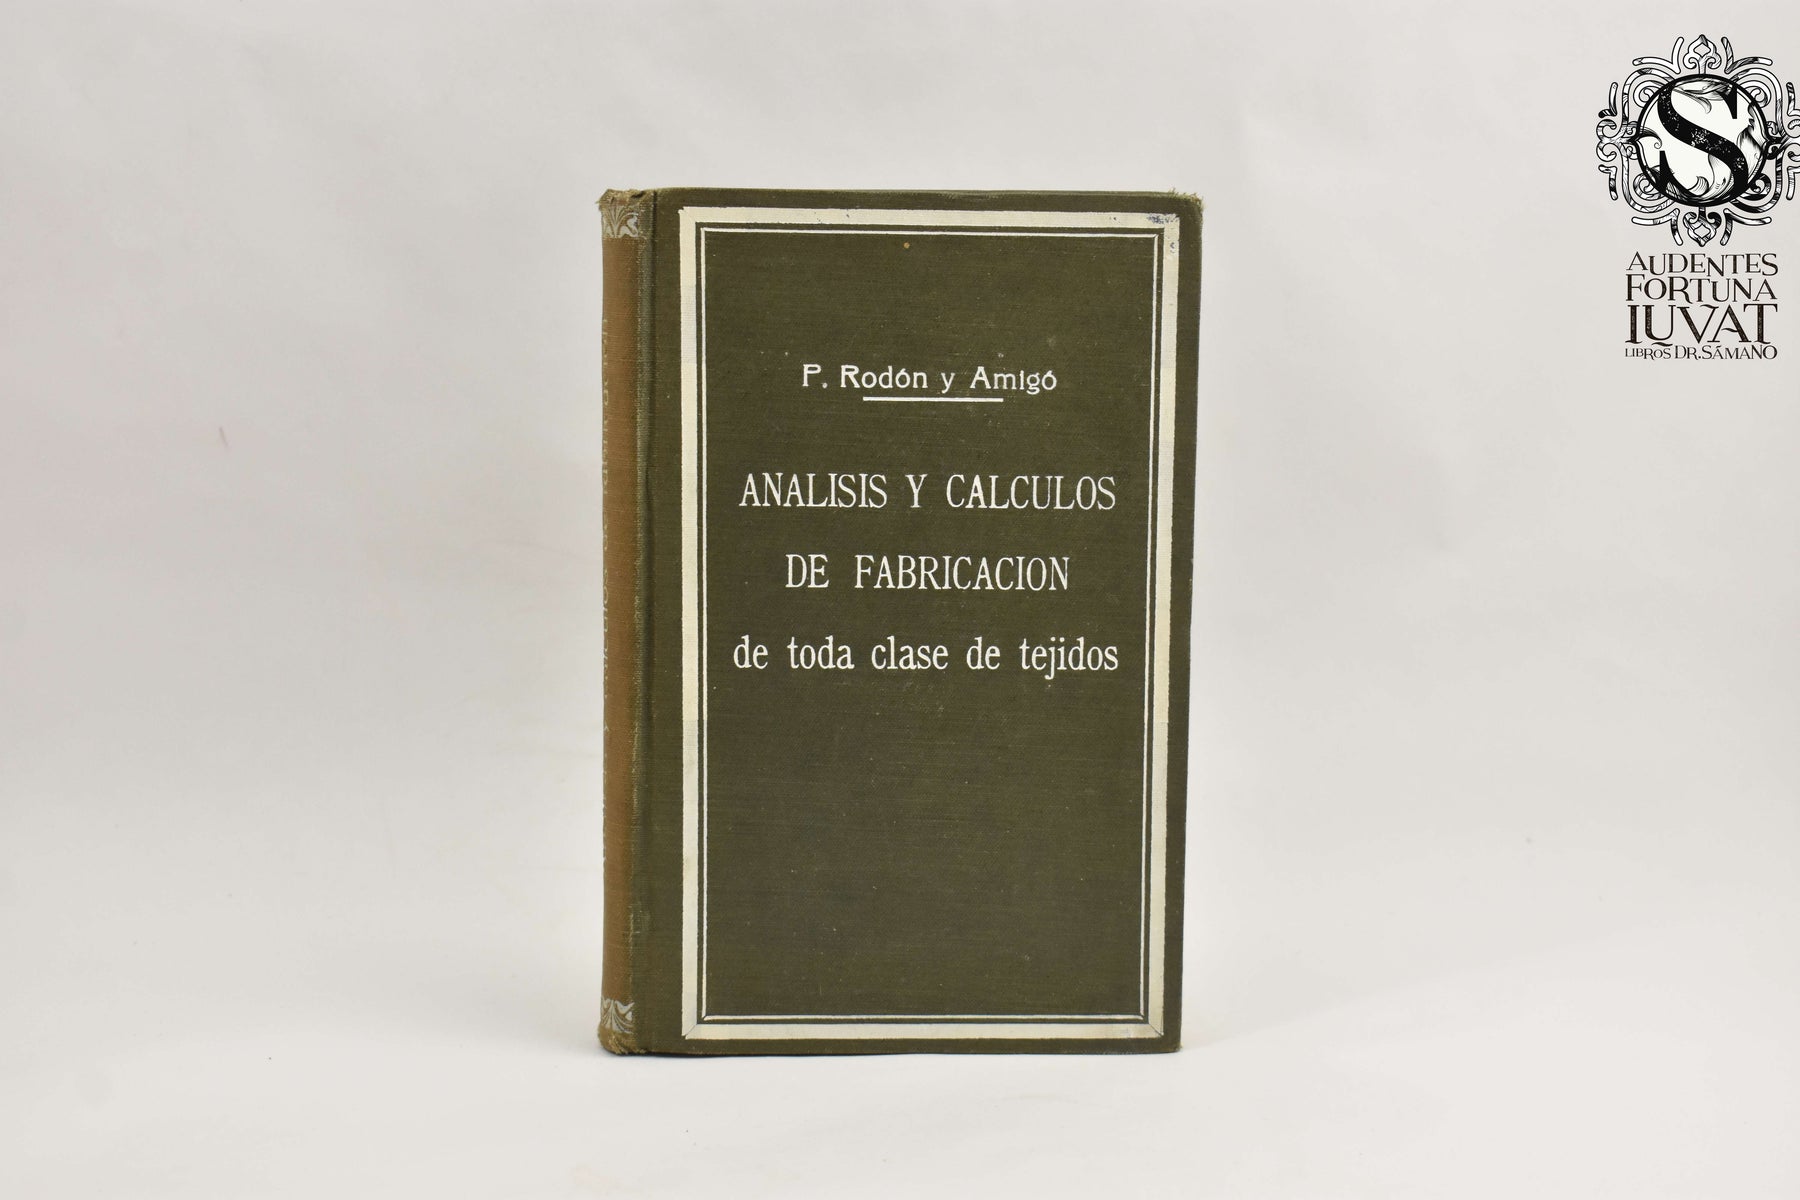 P. Rodón y Amigó
ANALISIS Y CALCULOS
DE FABRICACION
de toda clase de tejidos
S
AUDENTES
FORTUNA
IUVAT
LIBROS DR. SÁMANO